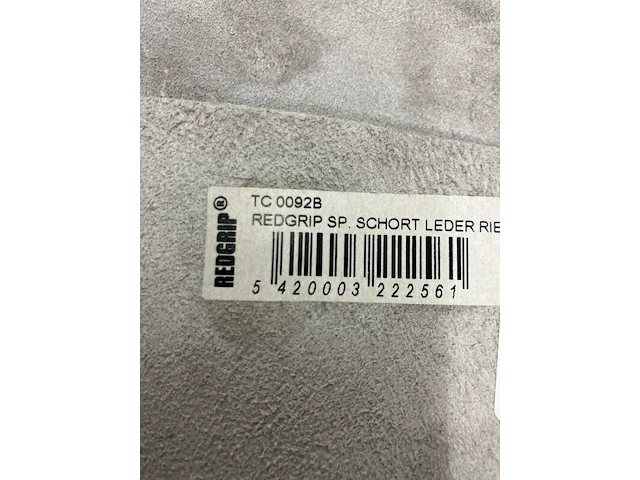 REDGRIP®
TC 0092B
REDGRIP SP. SCHORT LEDER RIE
5 420003 222561